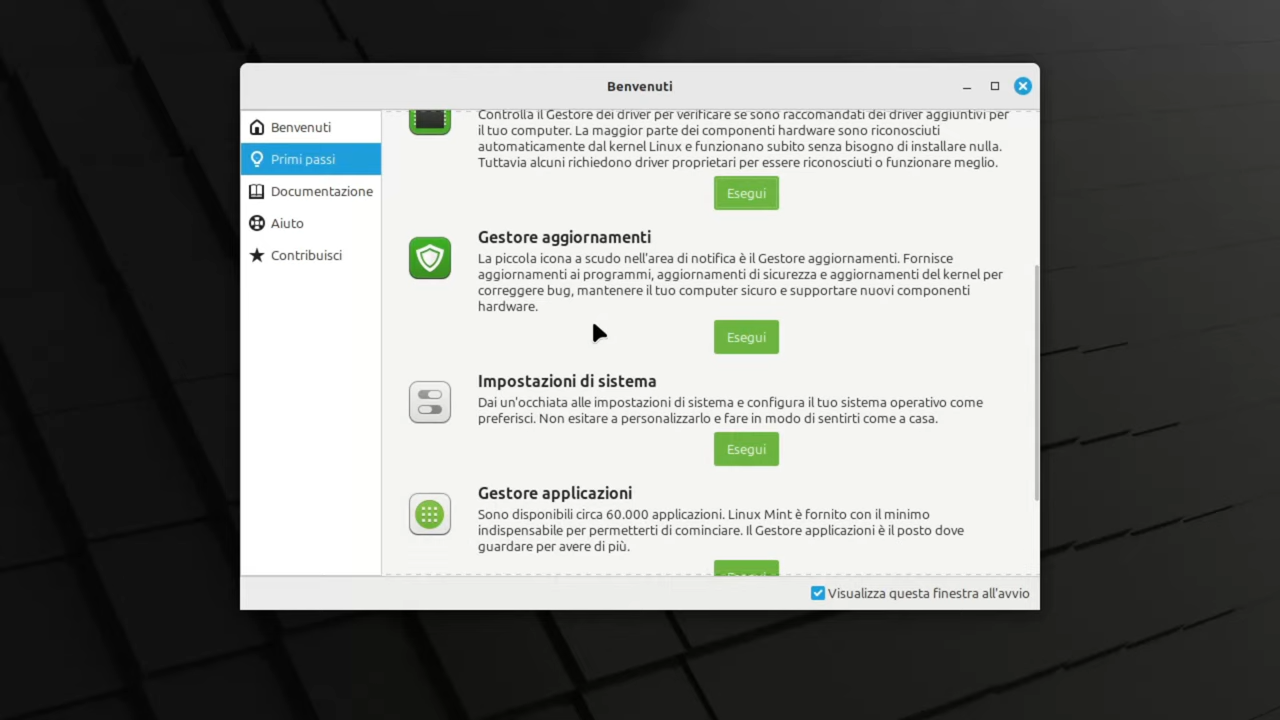 Benvenuti
Benvenuti
Primi passi
Documentazione
Aiuto
Contribuisci
Controlla il Gestore dei driver per verificare se sono raccomandati dei driver aggiuntivi per
il tuo computer. La maggior parte dei componenti hardware sono riconosciuti
automaticamente dal kernel Linux e funzionano subito senza bisogno di installare nulla.
Tuttavia alcuni richiedono driver proprietari per essere riconosciuti o funzionare meglio.
Esegui
Gestore aggiornamenti
La piccola icona a scudo nell'area di notifica è il Gestore aggiornamenti. Fornisce
aggiornamenti ai programmi, aggiornamenti di sicurezza e aggiornamenti del kernel per
correggere bug, mantenere il tuo computer sicuro e supportare nuovi componenti
hardware.
Esegui
Impostazioni di sistema
Dai un'occhiata alle impostazioni di sistema e configura il tuo sistema operativo come
preferisci. Non esitare a personalizzarlo e fare in modo di sentirti come a casa.
Esegui
Gestore applicazioni
Sono disponibili circa 60.000 applicazioni. Linux Mint è fornito con il minimo
indispensabile per permetterti di cominciare. Il Gestore applicazioni è il posto dove
guardare per avere di più.
Esegui
Visualizza questa finestra all'avvio